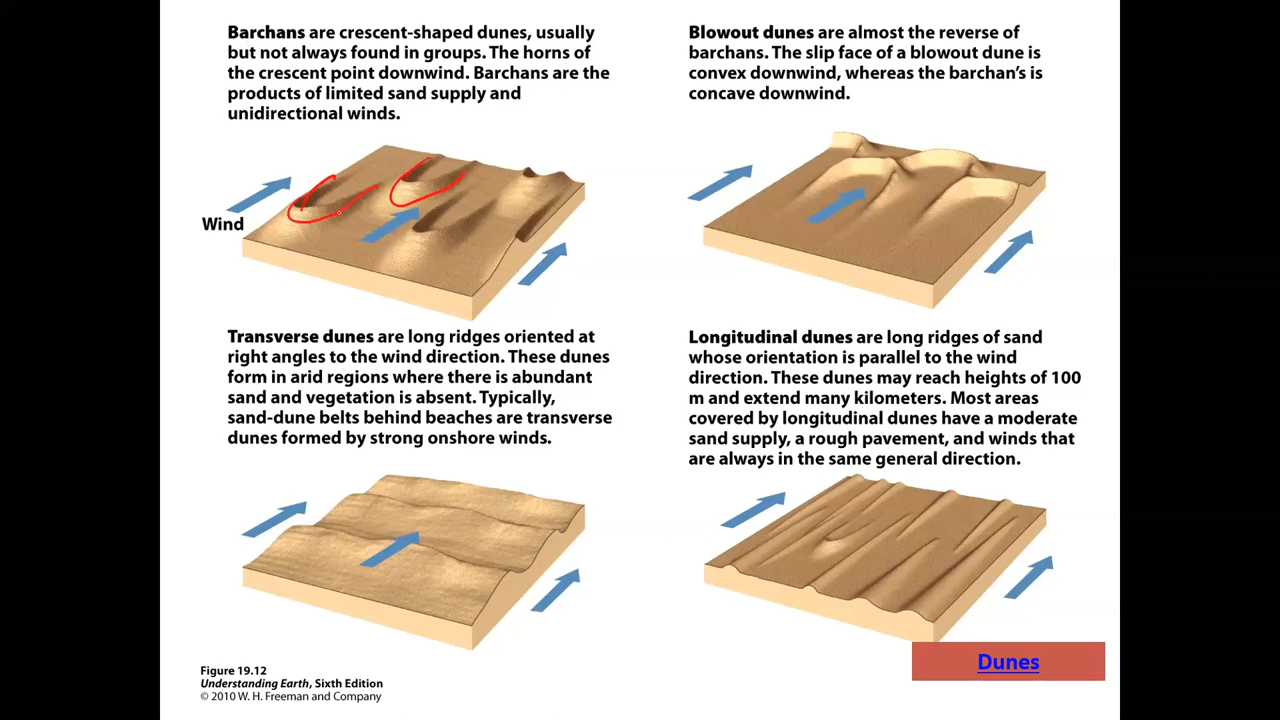 Barchans are crescent-shaped dunes, usually
but not always found in groups. The horns of
the crescent point downwind. Barchans are the
products of limited sand supply and
unidirectional winds.
Wind
Blowout dunes are almost the reverse of
barchans. The slip face of a blowout dune is
convex downwind, whereas the barchan's is
concave downwind.
Transverse dunes are long ridges oriented at
right angles to the wind direction. These dunes
form in arid regions where there is abundant
sand and vegetation is absent. Typically,
sand-dune belts behind beaches are transverse
dunes formed by strong onshore winds.
Longitudinal dunes are long ridges of sand
whose orientation is parallel to the wind
direction. These dunes may reach heights of 100
m and extend many kilometers. Most areas
covered by longitudinal dunes have a moderate
sand supply, a rough pavement, and winds that
are always in the same general direction.
Figure 19.12
Understanding Earth, Sixth Edition
© 2010 W. H. Freeman and Company
Dunes